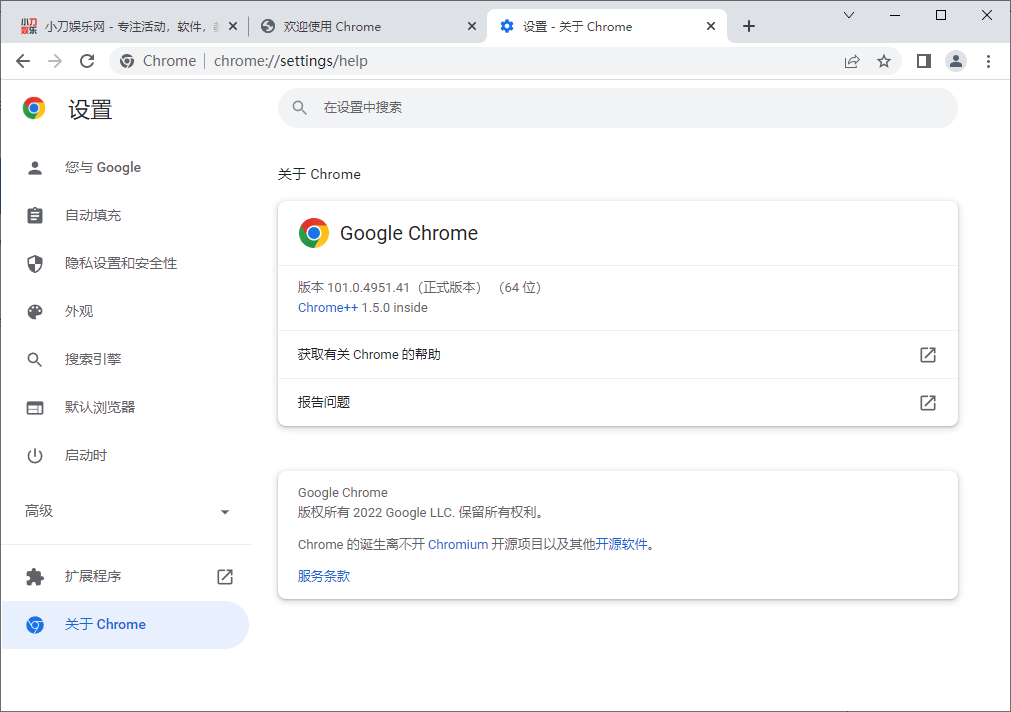 小刀娱乐网 - 专注活动，软件，
欢迎使用 Chrome
设置 - 关于 Chrome
Chrome | chrome://settings/help
设置
在设置中搜索
您与 Google
自动填充
隐私设置和安全性
外观
搜索引擎
默认浏览器
启动时
高级
扩展程序
关于 Chrome
关于 Chrome
Google Chrome
版本 101.0.4951.41（正式版本） （64 位）
Chrome++ 1.5.0 inside
获取有关 Chrome 的帮助
报告问题
Google Chrome
版权所有 2022 Google LLC. 保留所有权利。
Chrome 的诞生离不开 Chromium 开源项目以及其他开源软件。
服务条款